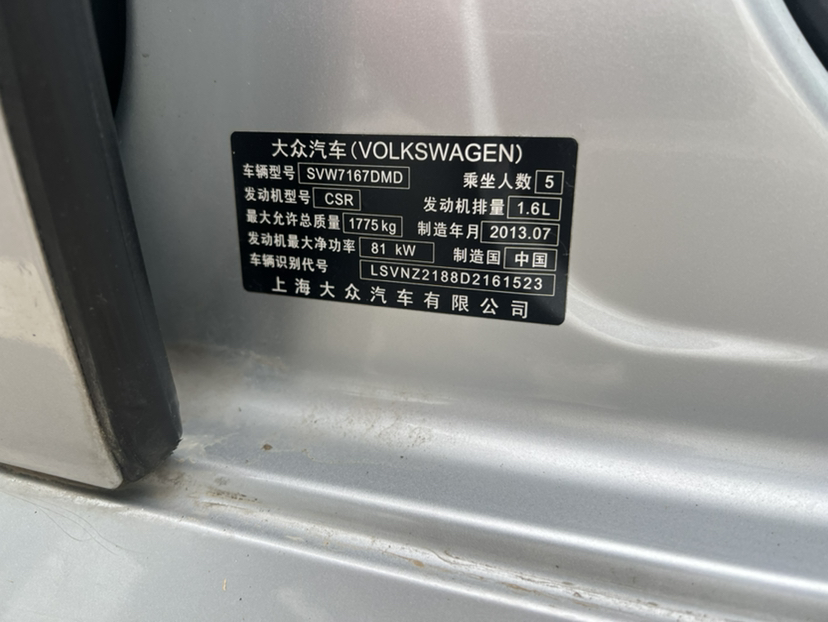 大众汽车(VOLKSWAGEN)
车辆型号 SVW7167DMD 乘坐人数 5
发动机型号 CSR 发动机排量 1.6L
最大允许总质量 1775kg 制造年月 2013.07
发动机最大净功率 81 kW 制造国 中国
车辆识别代号 LSVNZ2188D2161523
上海大众汽车有限公司